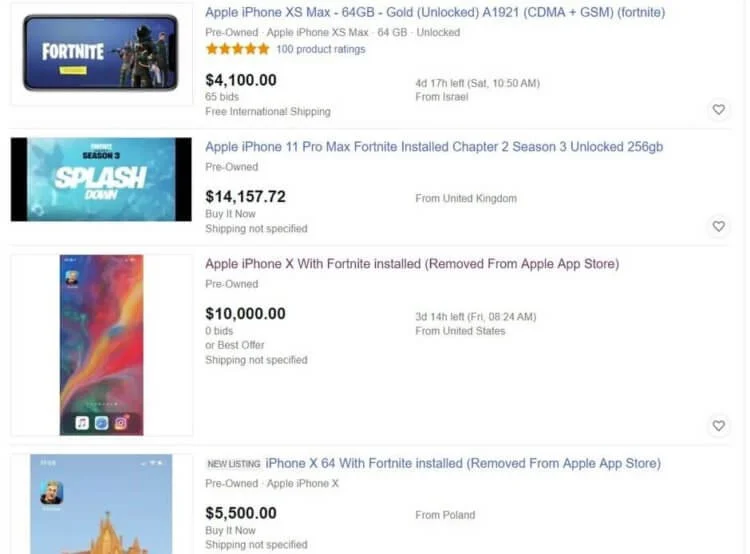 Apple iPhone XS Max - 64GB - Gold (Unlocked) A1921 (CDMA + GSM) (fortnite)
Pre-Owned · Apple iPhone XS Max · 64 GB · Unlocked
100 product ratings
FORTNITE
$4,100.00
4d 17h left (Sat, 10:50 AM)
65 bids
From Israel
Free International Shipping
Apple iPhone 11 Pro Max Fortnite Installed Chapter 2 Season 3 Unlocked 256gb
Pre-Owned
FORTNITE
SEASON 3
SPLASH
DOWN
$14,157.72
From United Kingdom
Buy It Now
Shipping not specified
Apple iPhone X With Fortnite installed (Removed From Apple App Store)
Pre-Owned
$10,000.00
3d 14h left (Fri, 08:24 AM)
0 bids
From United States
or Best Offer
Shipping not specified
NEW LISTING iPhone X 64 With Fortnite installed (Removed From Apple App Store)
Pre-Owned · Apple iPhone X
$5,500.00
From Poland
Buy It Now
Shipping not specified